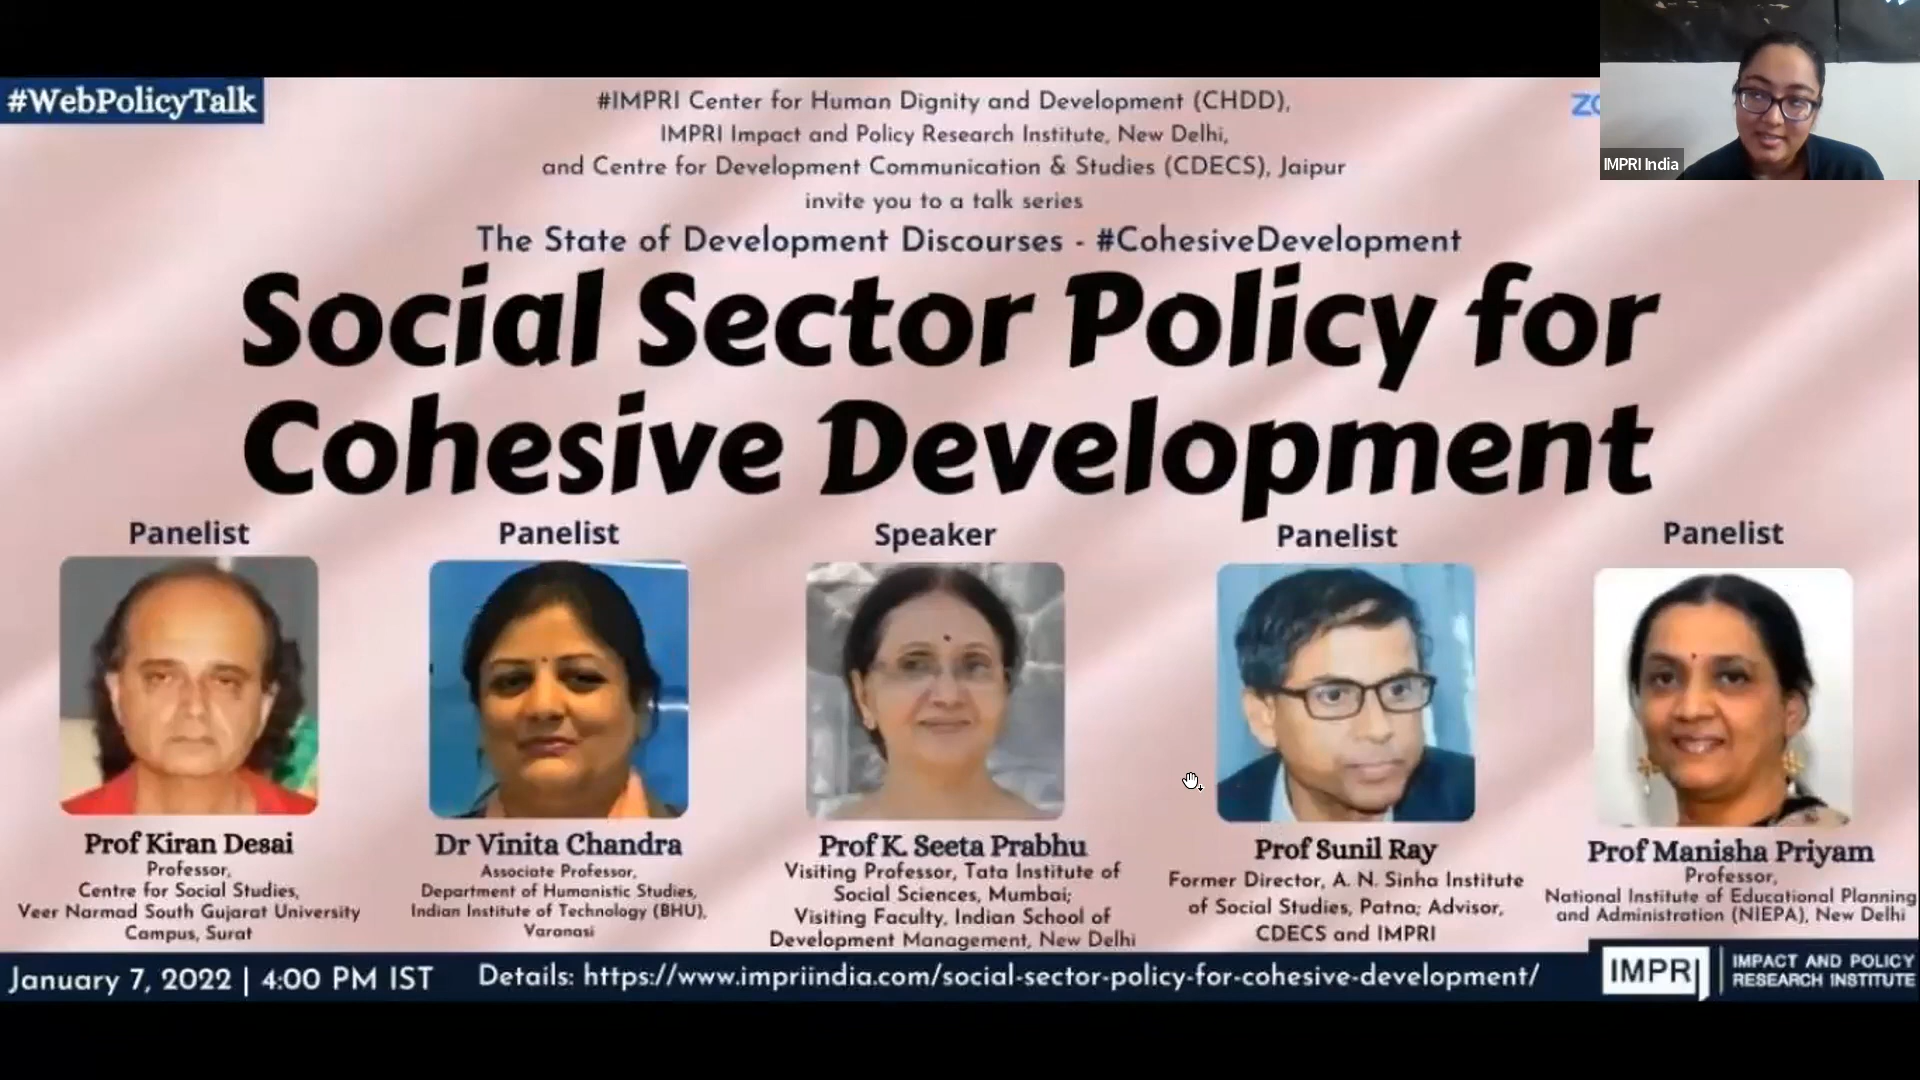 #WebPolicyTalk
#IMPRI Center for Human Dignity and Development (CHDD),
IMPRI Impact and Policy Research Institute, New Delhi,
and Centre for Development Communication & Studies (CDECS), Jaipur
invite you to a talk series
The State of Development Discourses - #CohesiveDevelopment
Social Sector Policy for
Cohesive Development
IMPRI India
Panelist
Prof Kiran Desai
Professor,
Centre for Social Studies,
Veer Narmad South Gujarat University
Campus, Surat
Panelist
Dr Vinita Chandra
Associate Professor,
Department of Humanistic Studies,
Indian Institute of Technology (BHU),
Varanasi
Speaker
Prof K. Seeta Prabhu
Visiting Professor, Tata Institute of
Social Sciences, Mumbai;
Visiting Faculty, Indian School of
Development Management, New Delhi
Panelist
Prof Sunil Ray
Former Director, A. N. Sinha Institute
of Social Studies, Patna; Advisor,
CDECS and IMPRI
Panelist
Prof Manisha Priyam
Professor,
National Institute of Educational Planning
and Administration (NIEPA), New Delhi
January 7, 2022 | 4:00 PM IST
Details: https://www.impriindia.com/social-sector-policy-for-cohesive-development/
IMPRI
IMPACT AND POLICY
RESEARCH INSTITUTE